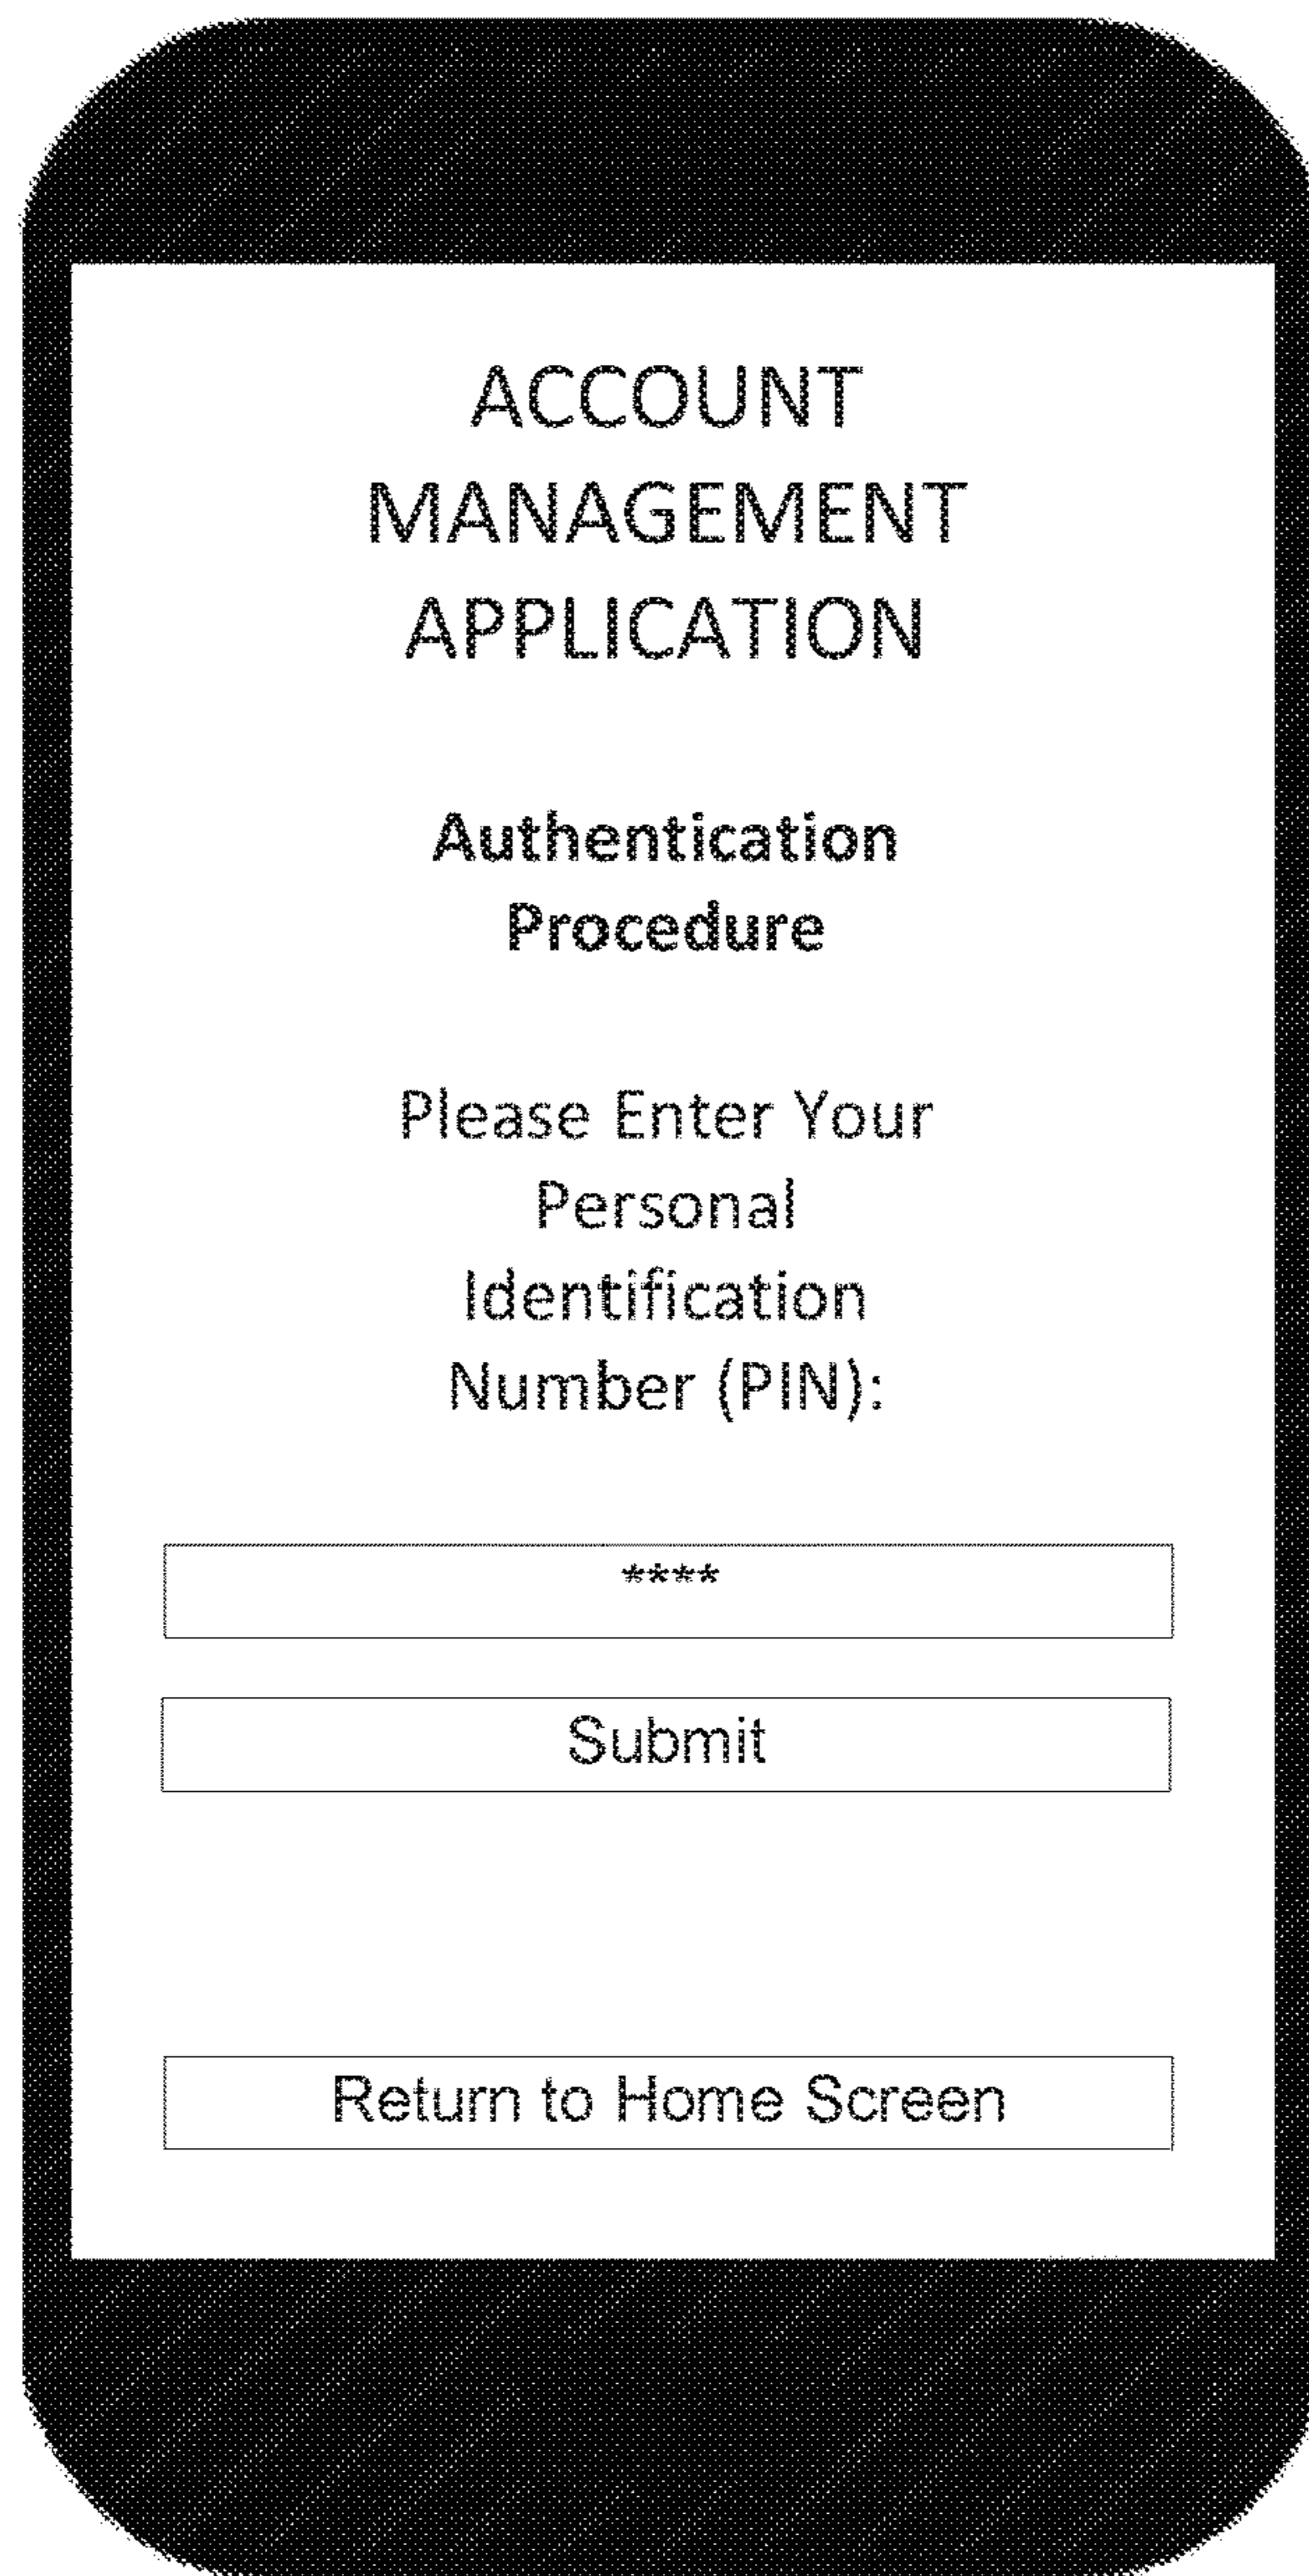 ACCOUNT
MANAGEMENT
APPLICATION
Authentication
Procedure
Please Enter Your
Personal
Identification
Number (PIN):
****
Submit
Return to Home Screen